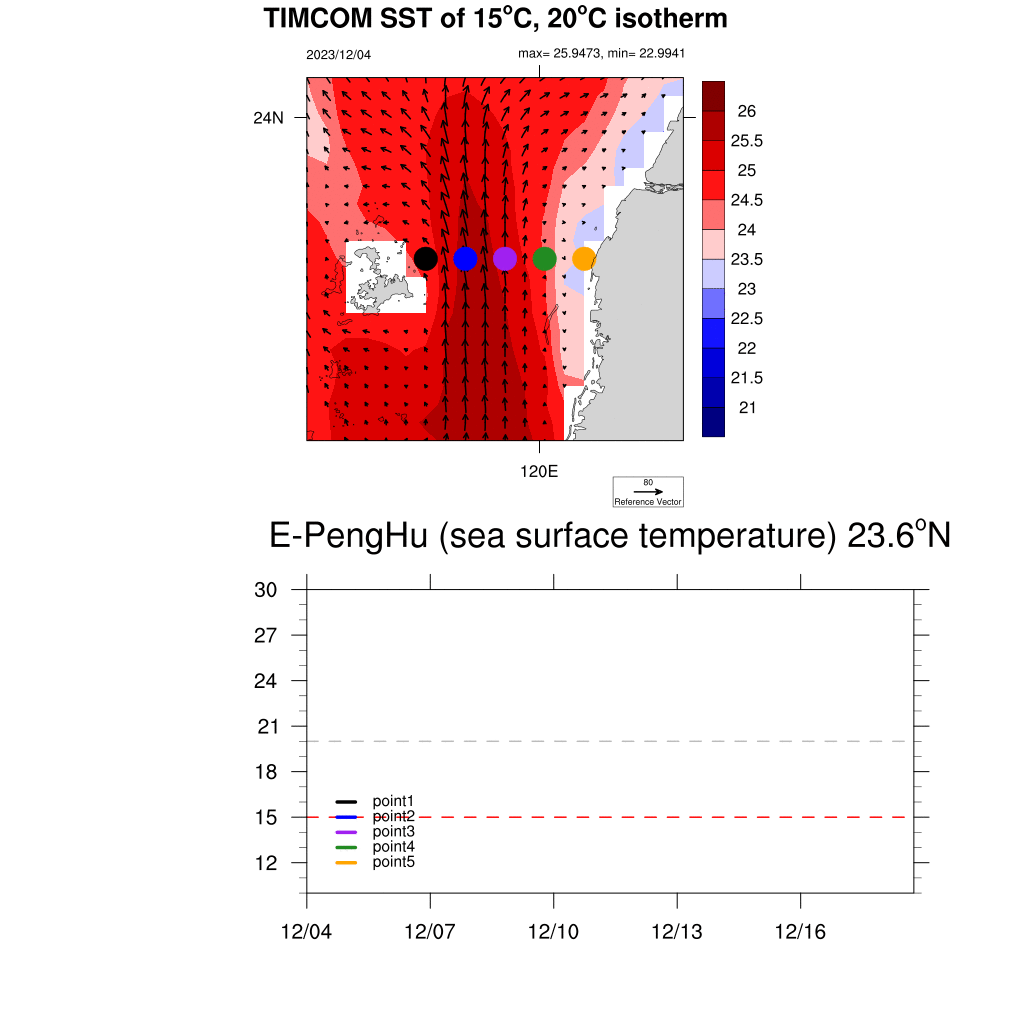 TIMCOM SST of 15°C, 20°C isotherm
2023/12/04
max= 25.9473, min= 22.9941
24N
26
25.5
25
24.5
24
23.5
23
22.5
22
21.5
21
120E
80
Reference Vector
E-PengHu (sea surface temperature) 23.6°N
30
27
24
21
18
15
12
point1
point2
point3
point4
point5
12/04 12/07 12/10 12/13 12/16